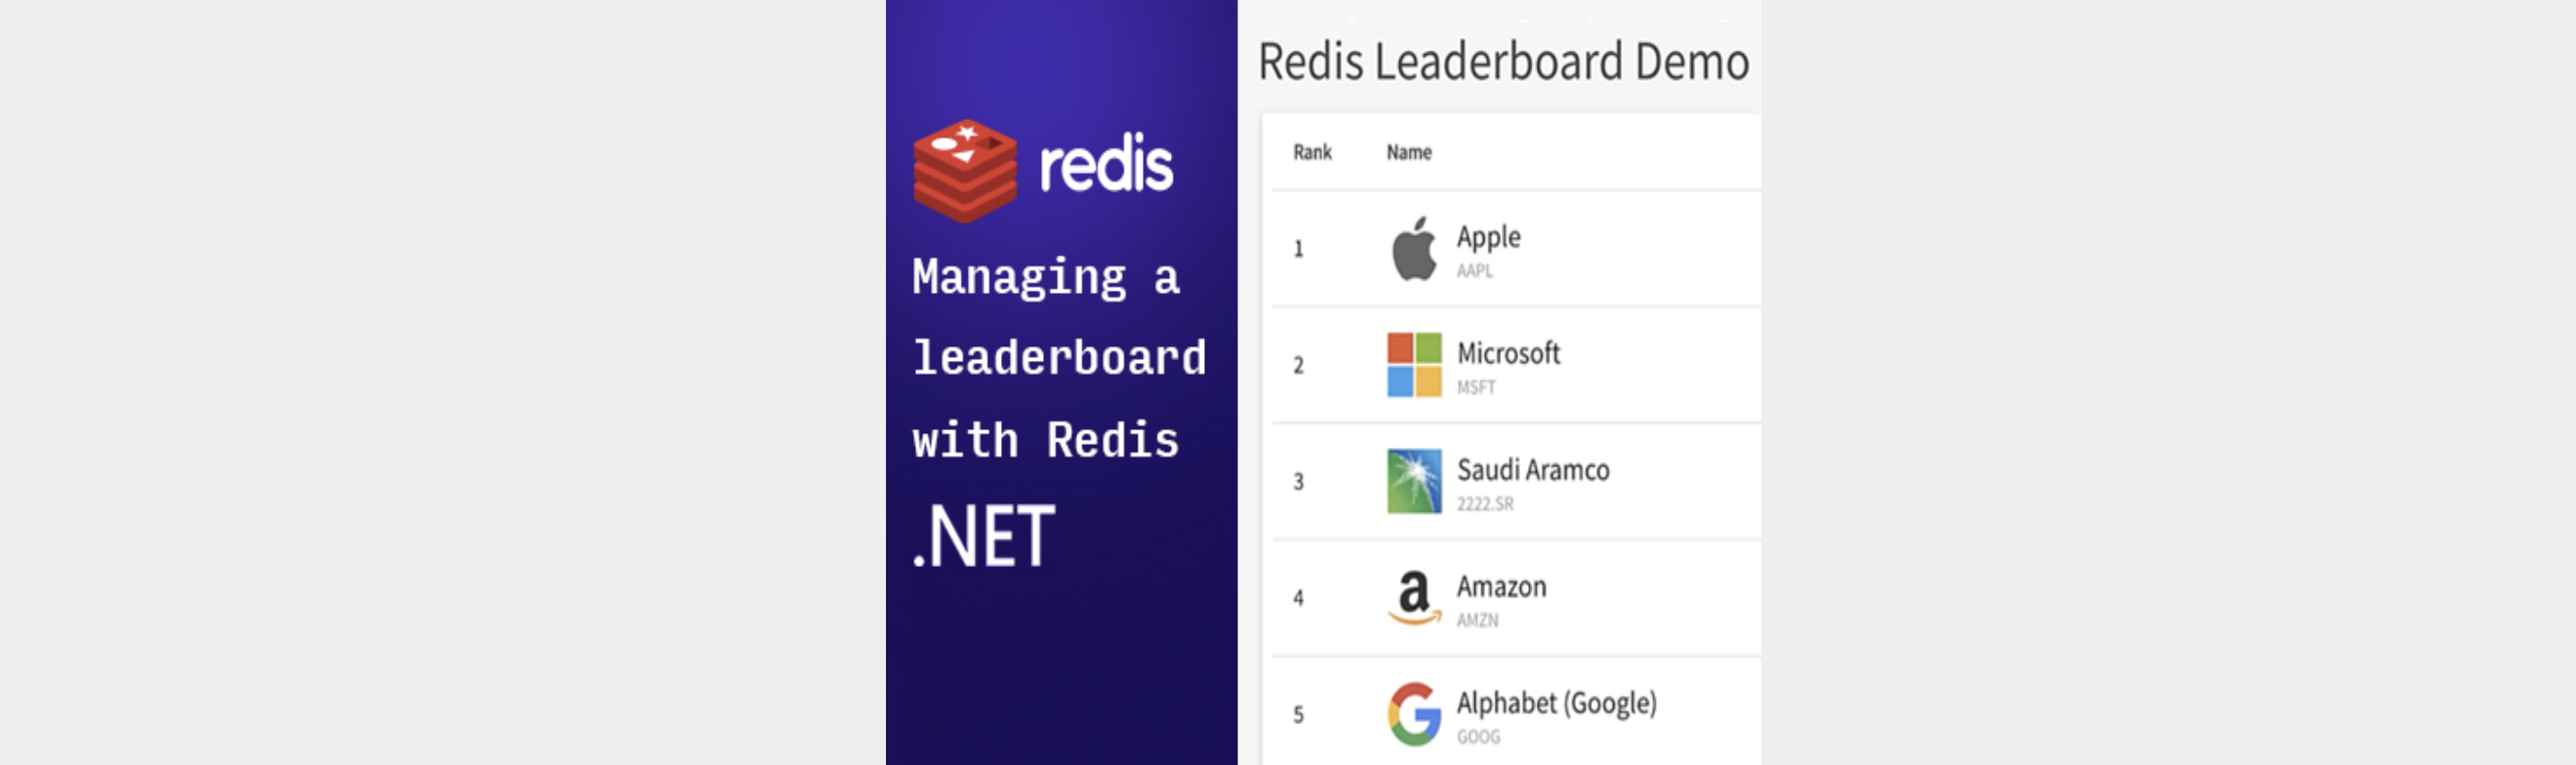 redis
Managing a
leaderboard
with Redis
.NET
Redis Leaderboard Demo
Rank Name
1 Apple
AAPL
2 Microsoft
MSFT
3 Saudi Aramco
2222.SR
4 Amazon
AMZN
5 Alphabet (Google)
GOOG